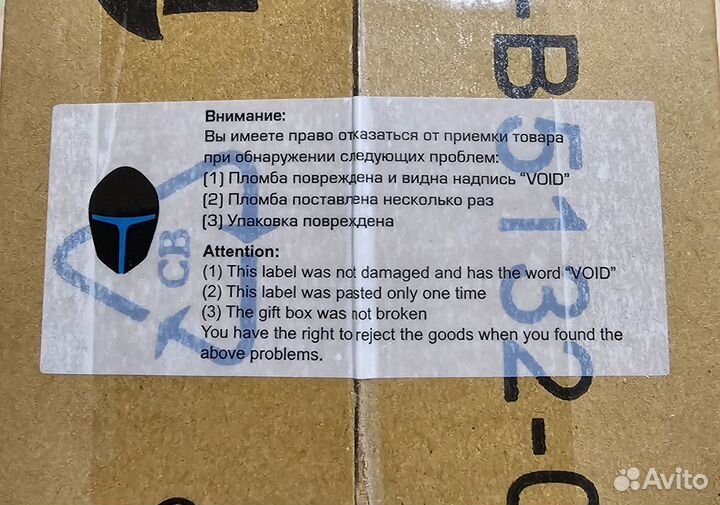 Внимание:
Вы имеете право отказаться от приемки товара
при обнаружении следующих проблем:
(1) Пломба повреждена и видна надпись “VOID”
(2) Пломба поставлена несколько раз
(3) Упаковка повреждена
Attention:
(1) This label was not damaged and has the word “VOID”
(2) This label was pasted only one time
(3) The gift box was not broken
You have the right to reject the goods when you found the
above problems.
CB
-B5132-0
Avito